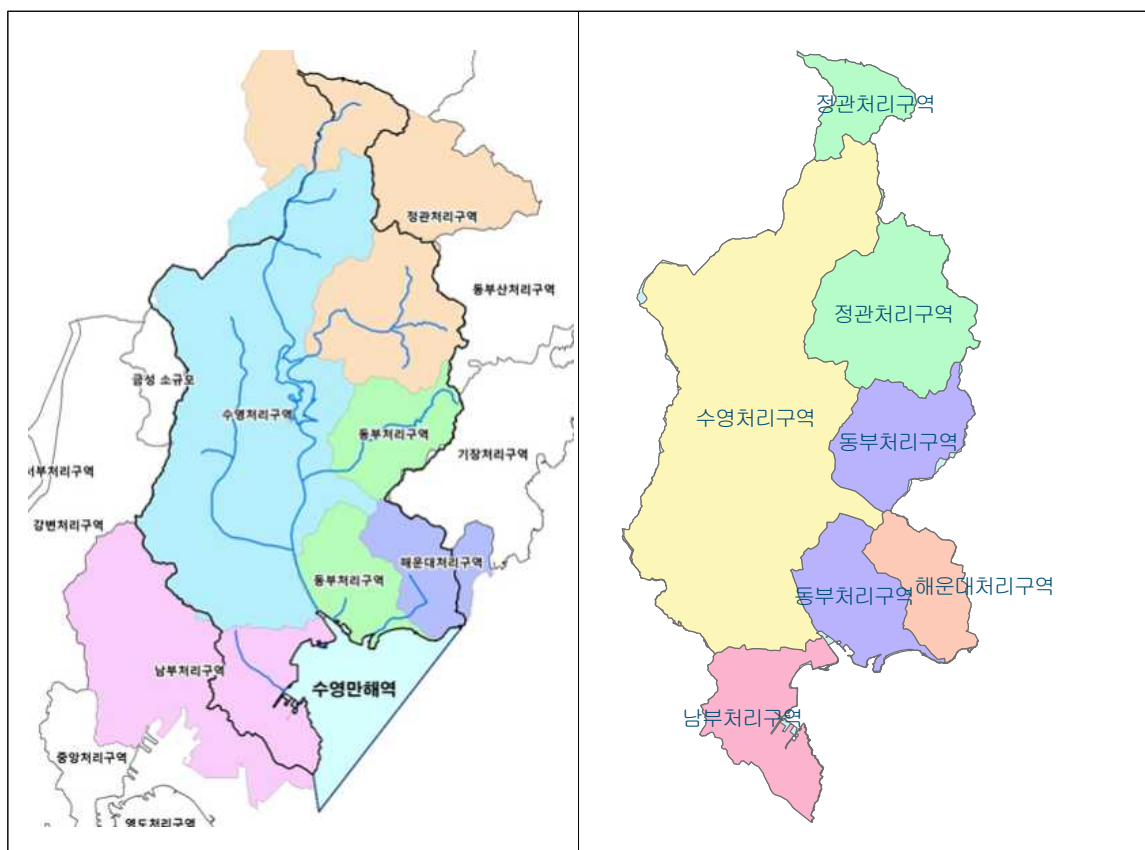 정관처리구역
동부산처리구역
금성 소규모
수영처리구역
동부처리구역
기장처리구역
서부처리구역
강변처리구역
해운대처리구역
동부처리구역
남부처리구역
수영만해역
중앙처리구역
영도처리구역
정관처리구역
정관처리구역
수영처리구역
동부처리구역
해운대처리구역
동부처리구역
남부처리구역